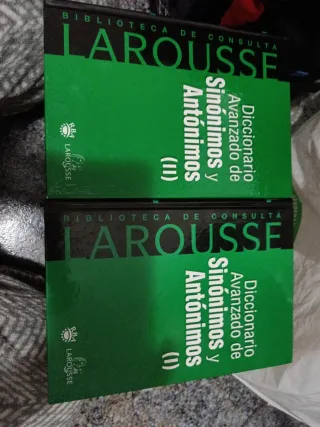 BIBLIOTECA DE CONSULTA
LAROUSSE
Diccionario
Avanzado de
Sinónimos y
Antónimos
(II)
LAROUSSE
BIBLIOTECA DE CONSULTA
LAROUSSE
Diccionario
Avanzado de
Sinónimos y
Antónimos
(I)
LAROUSSE